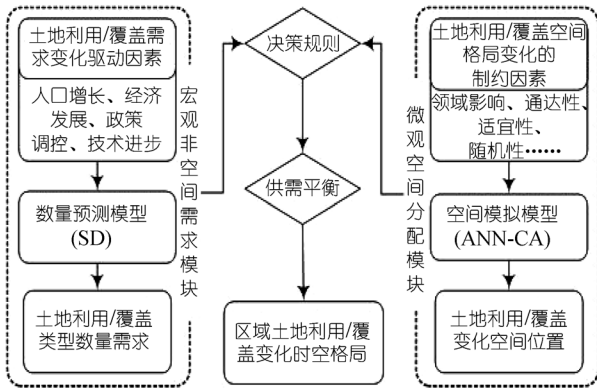 土地利用/覆盖需
求变化驱动因素
人口增长、经济
发展、政策
调控、技术进步
数量预测模型
(SD)
土地利用/覆盖
类型数量需求
宏观非空间需求模块
决策规则
供需平衡
区域土地利用/覆
盖变化时空格局
微观空间分配模块
土地利用/覆盖空间
格局变化的
制约因素
领域影响、通达性、
适宜性、
随机性……
空间模拟模型
(ANN-CA)
土地利用/覆盖
变化空间位置